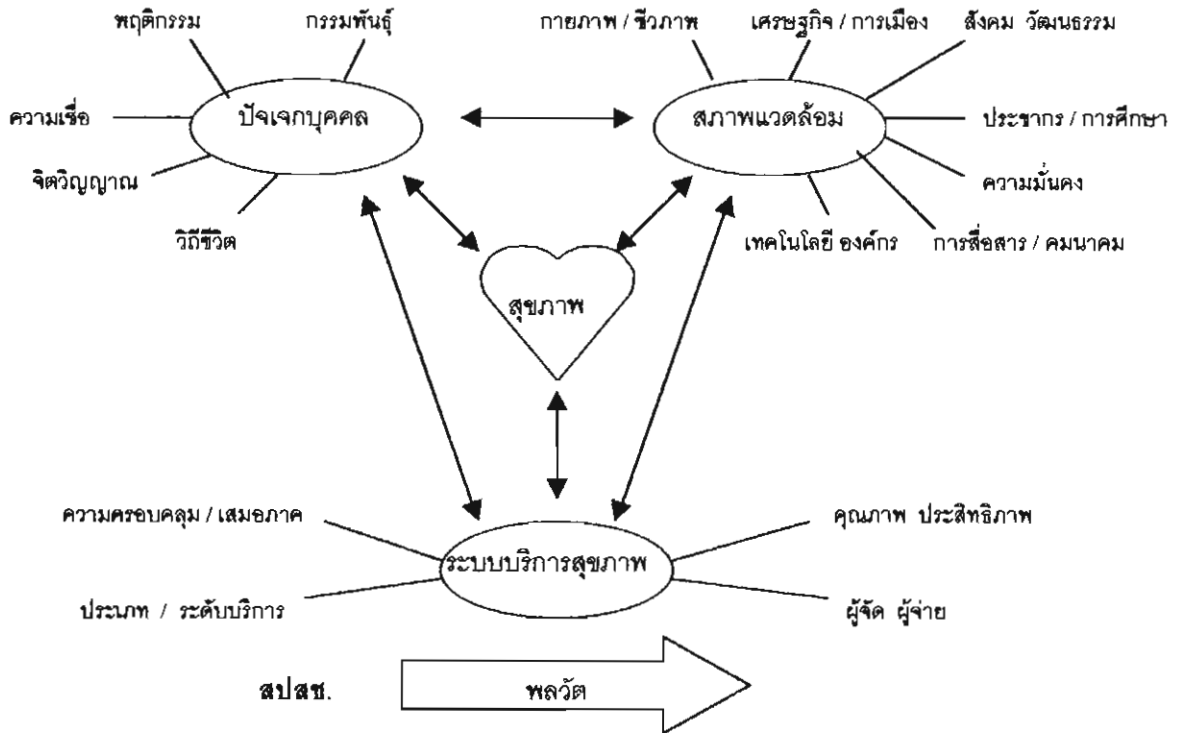 พฤติกรรม กรรมพันธุ์ กายภาพ / ชีวภาพ เศรษฐกิจ / การเมือง สังคม วัฒนธรรม
ความเชื่อ ปัจเจกบุคคล สภาพแวดล้อม ประชากร / การศึกษา
จิตวิญญาณ ความมั่นคง
วิถีชีวิต เทคโนโลยี องค์กร การสื่อสาร / คมนาคม
สุขภาพ
ความครอบคลุม / เสมอภาค คุณภาพ ประสิทธิภาพ
ระบบบริการสุขภาพ
ประเภท / ระดับบริการ ผู้จัด ผู้จ่าย
สปสช. พลวัต